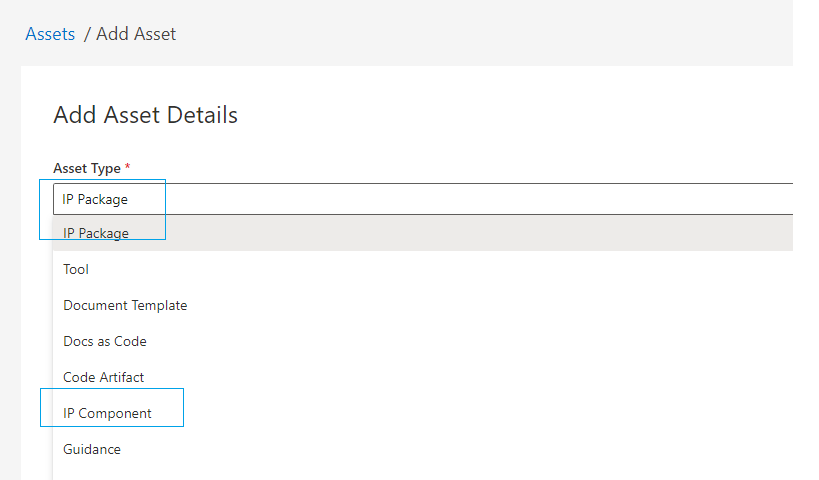 Assets / Add Asset
Add Asset Details
Asset Type *
IP Package
IP Package
Tool
Document Template
Docs as Code
Code Artifact
IP Component
Guidance